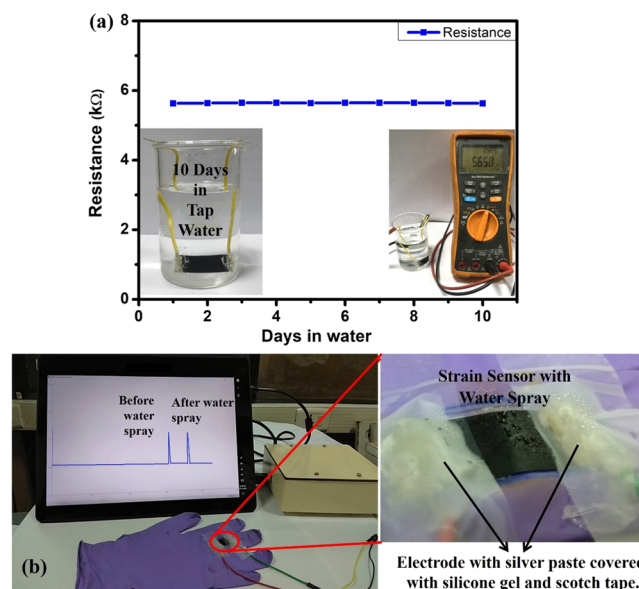 (a)
Resistance
8
6
4
2
0
Resistance (kΩ)
10 Days
in
Tap
Water
2
4
6
8
10
Days in water
Before
water
spray
After water
spray
(b)
Strain Sensor with
Water Spray
Electrode with silver paste covered
with silicone gel and scotch tape.